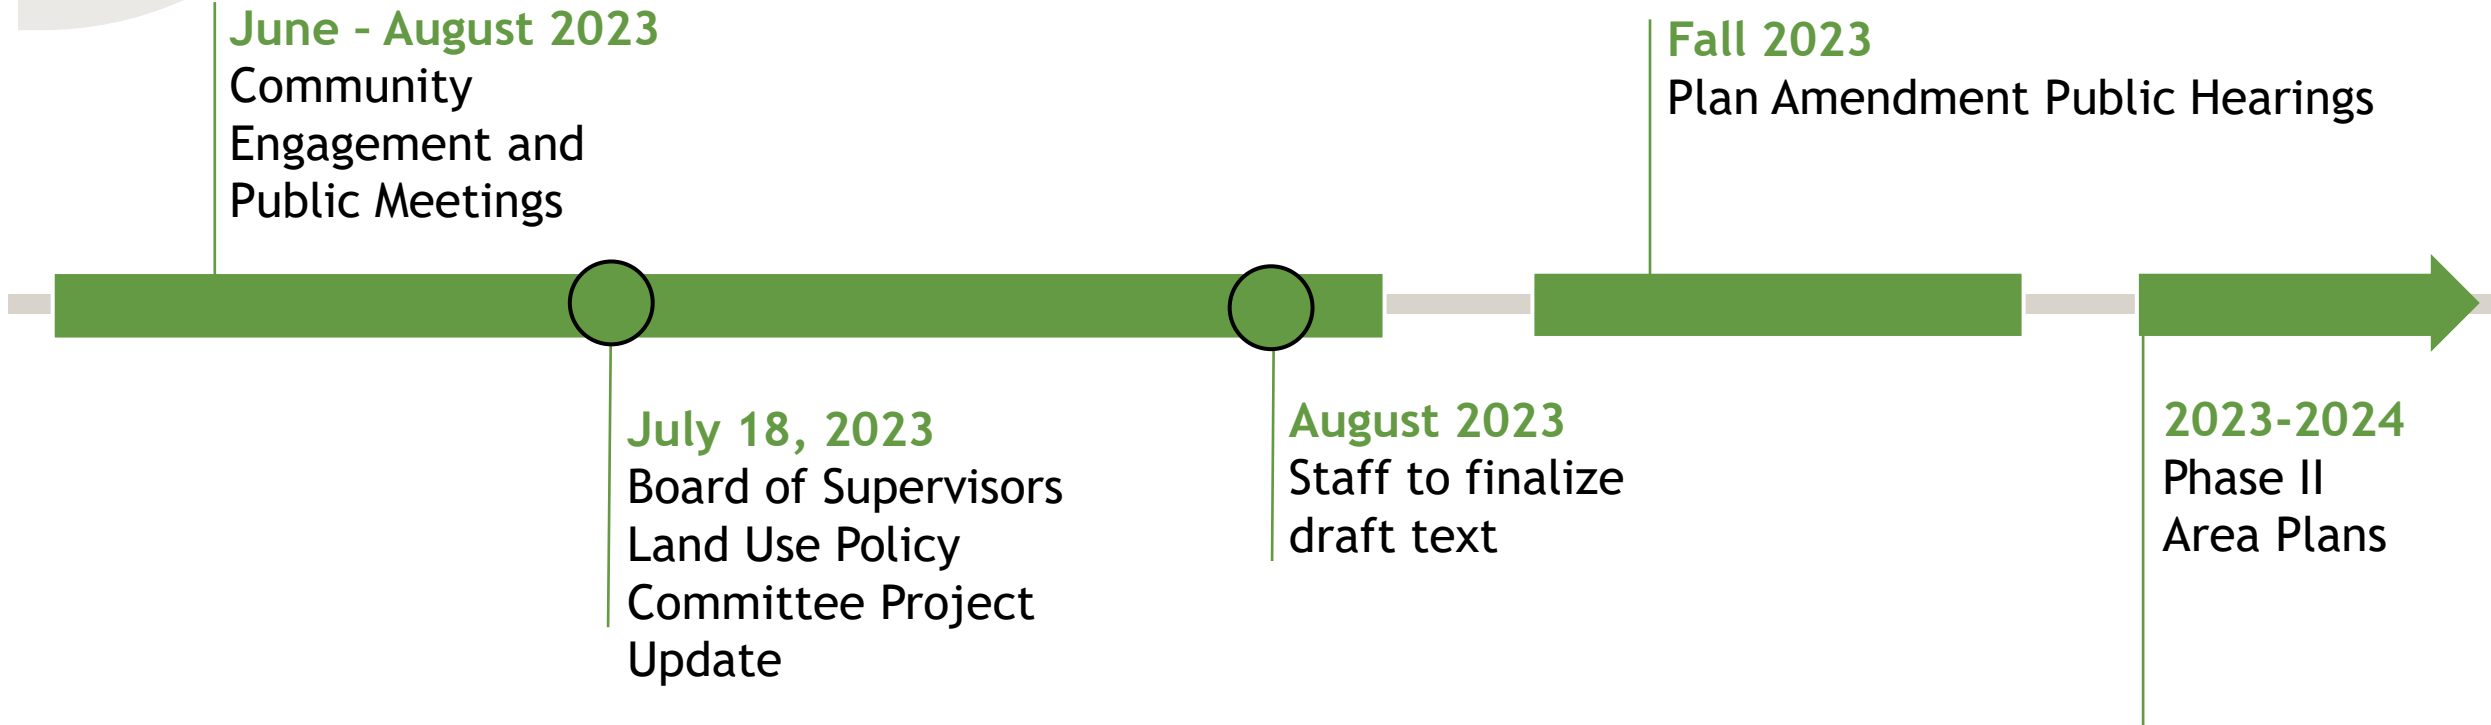 June – August 2023
Community
Engagement and
Public Meetings
July 18, 2023
Board of Supervisors
Land Use Policy
Committee Project
Update
August 2023
Staff to finalize
draft text
Fall 2023
Plan Amendment Public Hearings
2023-2024
Phase II
Area Plans